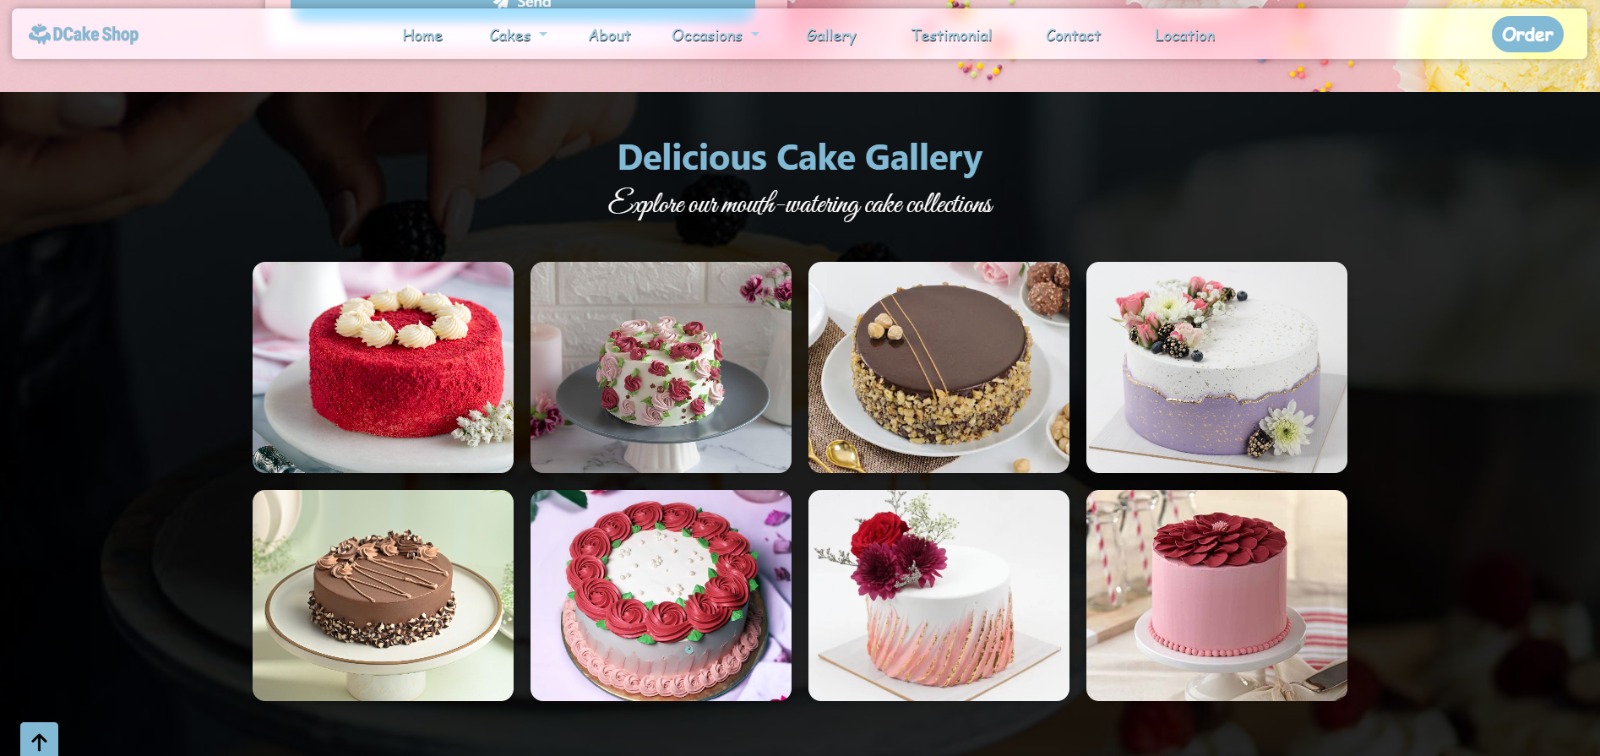 Send
DCake Shop
Home
Cakes
About
Occasions
Gallery
Testimonial
Contact
Location
Order
Delicious Cake Gallery
Explore our mouth-watering cake collections